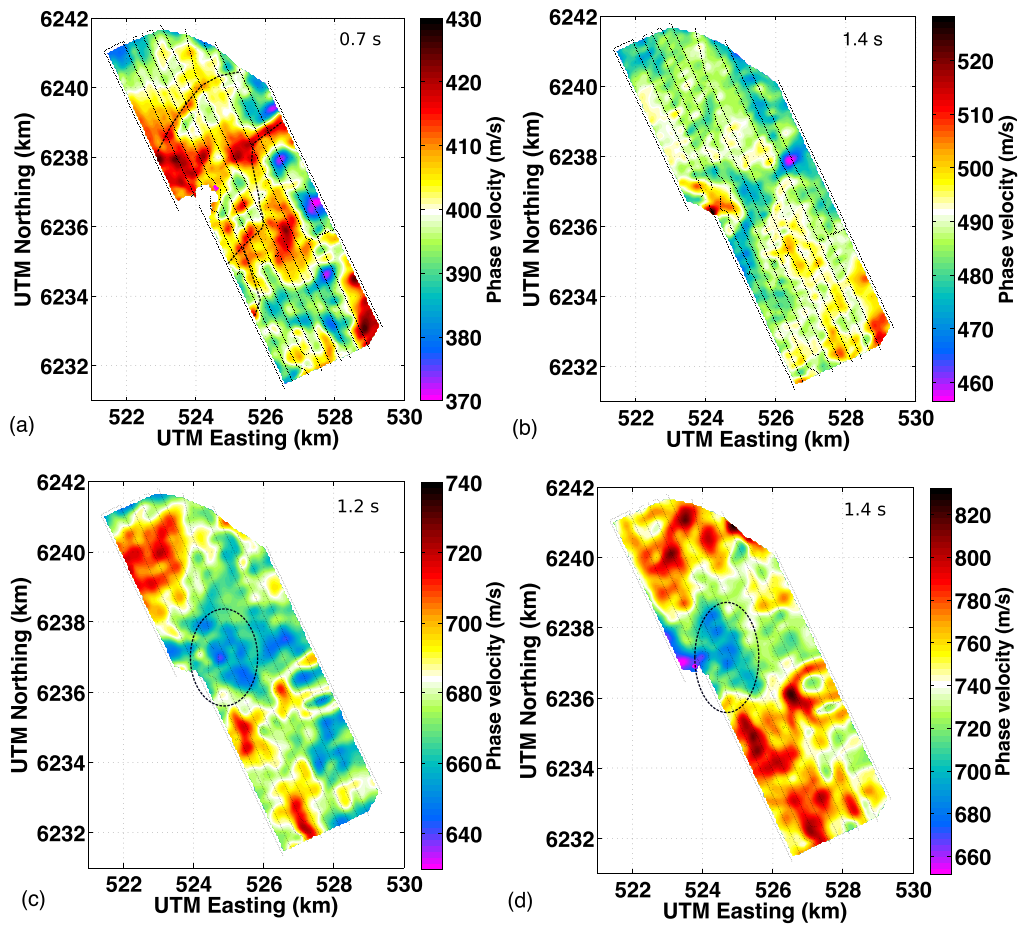 6242
6240
6238
6236
6234
6232
UTM Northing (km)
522 524 526 528 530
UTM Easting (km)
0.7 s
430
420
410
400
390
380
370
Phase velocity (m/s)
(a)
6242
6240
6238
6236
6234
6232
UTM Northing (km)
522 524 526 528 530
UTM Easting (km)
1.4 s
520
510
500
490
480
470
460
Phase velocity (m/s)
(b)
6242
6240
6238
6236
6234
6232
UTM Northing (km)
522 524 526 528 530
UTM Easting (km)
1.2 s
740
720
700
680
660
640
Phase velocity (m/s)
(c)
6242
6240
6238
6236
6234
6232
UTM Northing (km)
522 524 526 528 530
UTM Easting (km)
1.4 s
820
800
780
760
740
720
700
680
660
Phase velocity (m/s)
(d)